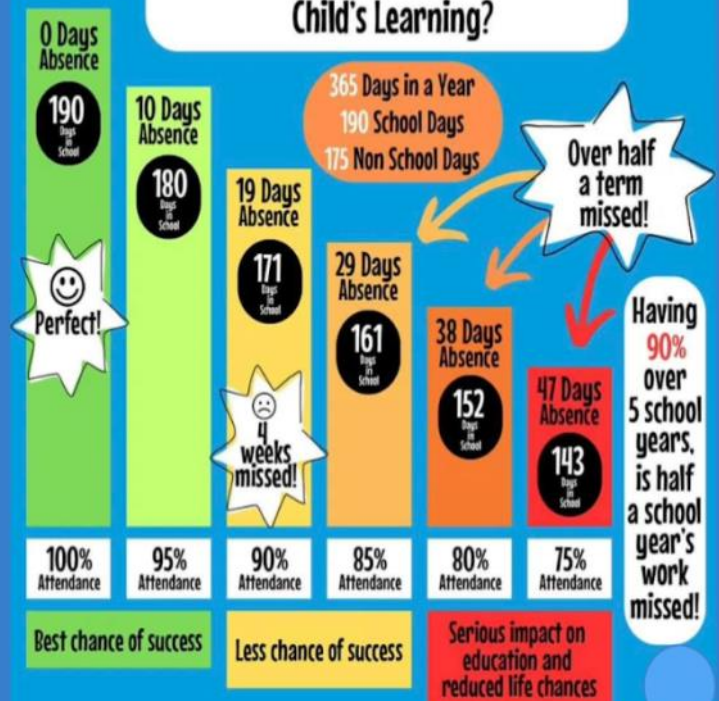 Child's Learning?
0 Days
Absence
190
Days
in
School
Perfect!
10 Days
Absence
180
Days
in
School
365 Days in a Year
190 School Days
175 Non School Days
Over half
a term
missed!
19 Days
Absence
171
Days
in
School
4
weeks
missed!
29 Days
Absence
161
Days
in
School
38 Days
Absence
152
Days
in
School
47 Days
Absence
143
Days
in
School
Having
90%
over
5 school
years,
is half
a school
year's
work
missed!
100%
Attendance
95%
Attendance
90%
Attendance
85%
Attendance
80%
Attendance
75%
Attendance
Best chance of success
Less chance of success
Serious impact on
education and
reduced life chances